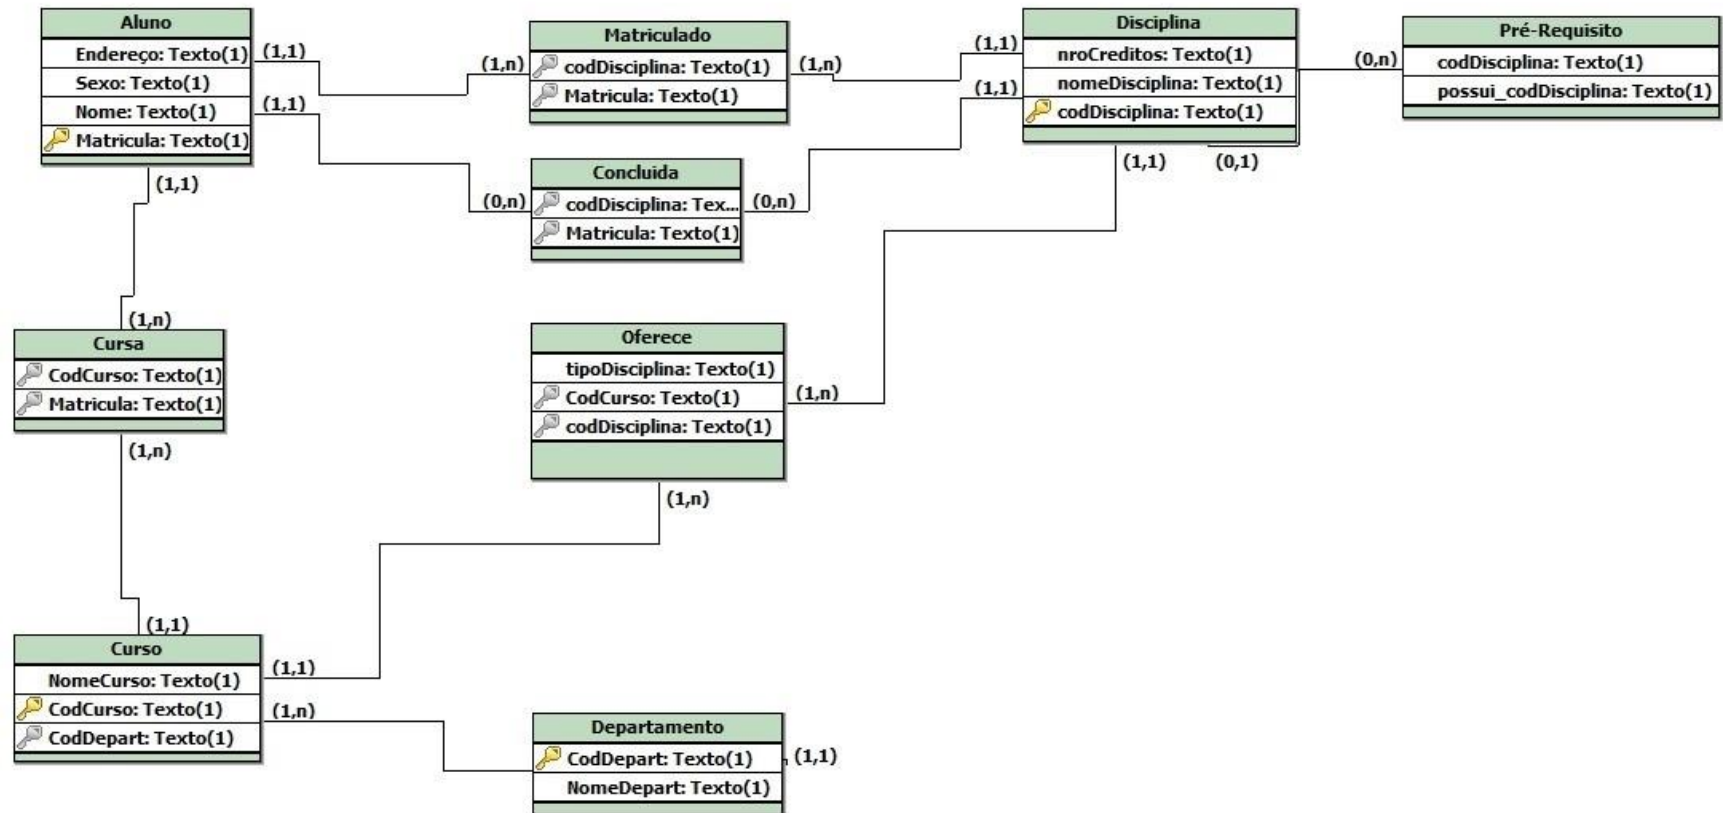 Aluno
Endereço: Texto(1)
Sexo: Texto(1)
Nome: Texto(1)
Matricula: Texto(1)
(1,1)
(1,1)
(1,1)
Matriculado
codDisciplina: Texto(1)
Matricula: Texto(1)
(1,n)
(1,n)
Disciplina
nroCreditos: Texto(1)
nomeDisciplina: Texto(1)
codDisciplina: Texto(1)
(1,1)
(1,1)
(1,1)
(0,1)
Pré-Requisito
codDisciplina: Texto(1)
possui_codDisciplina: Texto(1)
(0,n)
Concluida
codDisciplina: Tex...
Matricula: Texto(1)
(0,n)
(0,n)
(1,n)
Cursa
CodCurso: Texto(1)
Matricula: Texto(1)
(1,n)
Oferece
tipoDisciplina: Texto(1)
CodCurso: Texto(1)
codDisciplina: Texto(1)
(1,n)
(1,n)
(1,1)
Curso
NomeCurso: Texto(1)
CodCurso: Texto(1)
CodDepart: Texto(1)
(1,1)
(1,n)
Departamento
CodDepart: Texto(1)
NomeDepart: Texto(1)
(1,1)